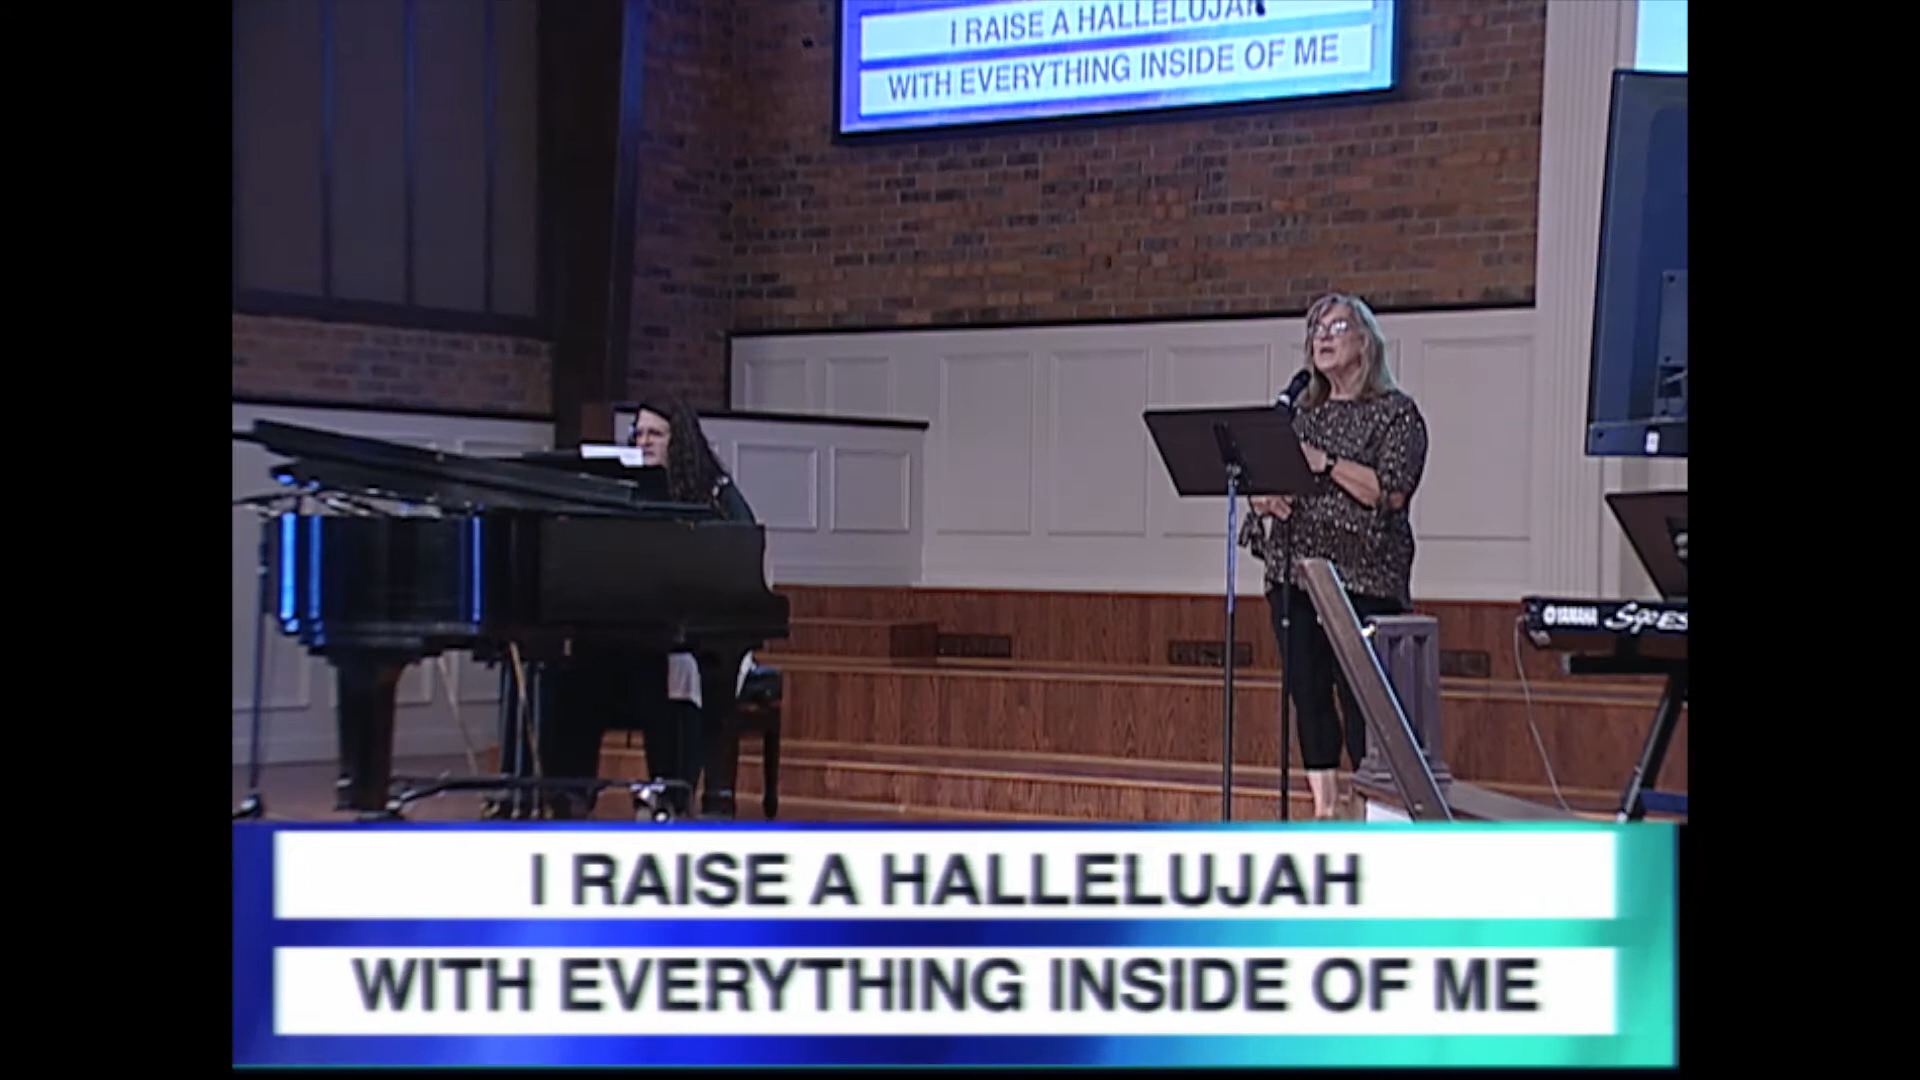 I RAISE A HALLELUJAH
WITH EVERYTHING INSIDE OF ME
YAMAHA
I RAISE A HALLELUJAH
WITH EVERYTHING INSIDE OF ME